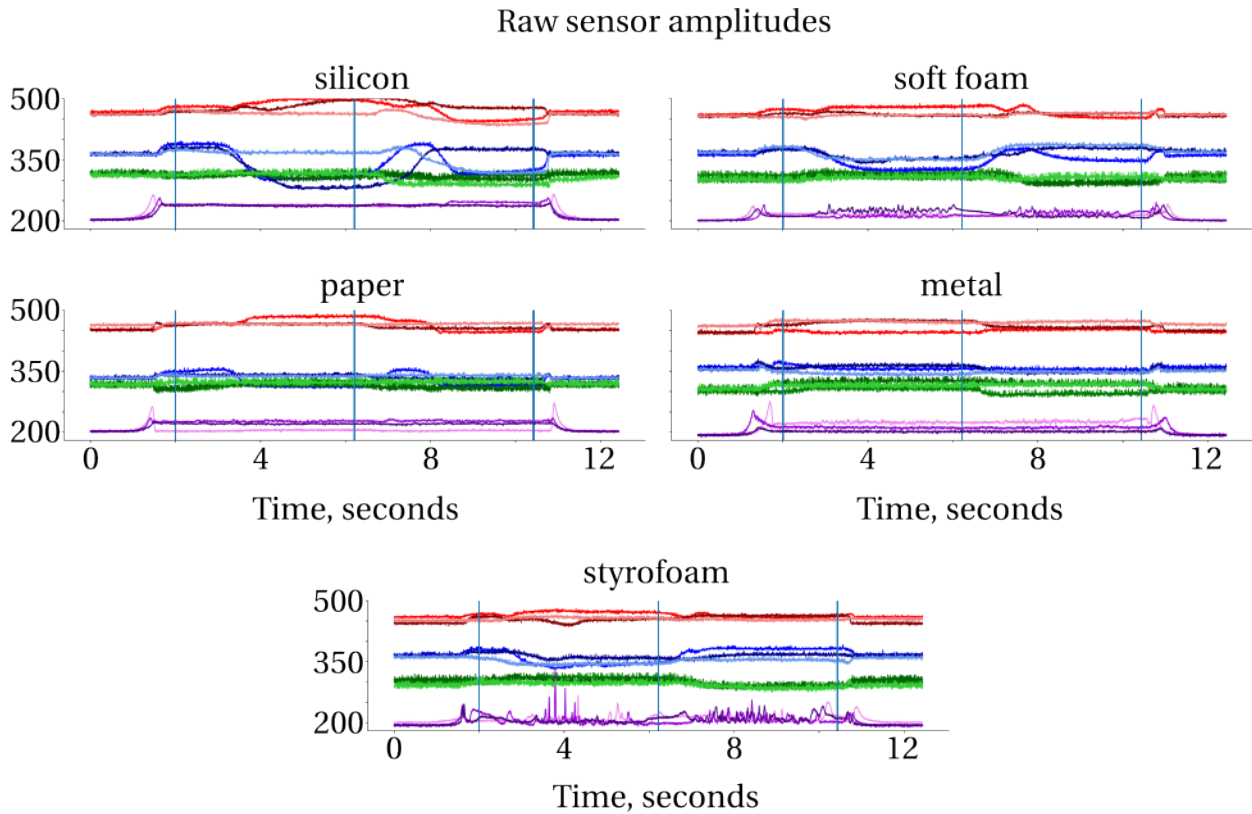 Raw sensor amplitudes
silicon
soft foam
500
350
200
paper
metal
500
350
200
0 4 8 12
0 4 8 12
Time, seconds
Time, seconds
styrofoam
500
350
200
0 4 8 12
Time, seconds